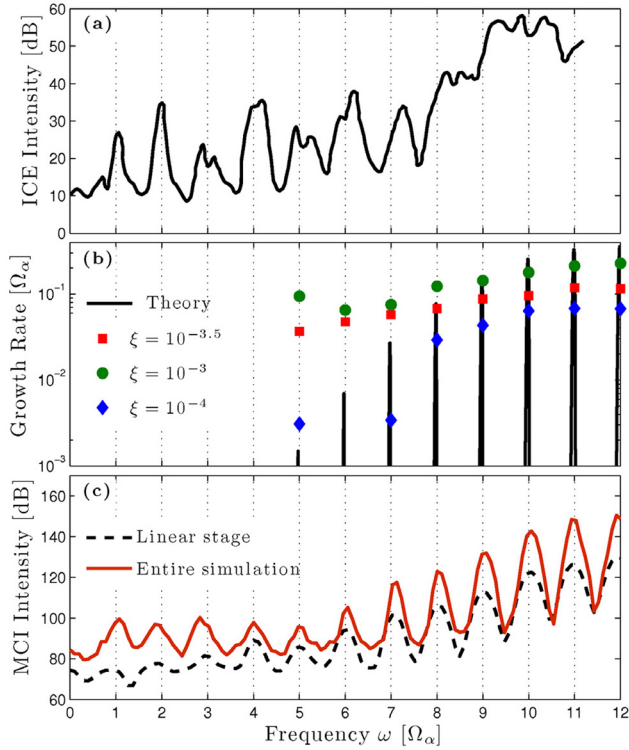 (a)
ICE Intensity [dB]
60
50
40
30
20
10
0
(b)
Growth Rate [Ωα]
10⁻¹
10⁻²
10⁻³
Theory
ξ = 10⁻³·⁵
ξ = 10⁻³
ξ = 10⁻⁴
(c)
MCI Intensity [dB]
160
140
120
100
80
60
Linear stage
Entire simulation
0 1 2 3 4 5 6 7 8 9 10 11 12
Frequency ω [Ωα]